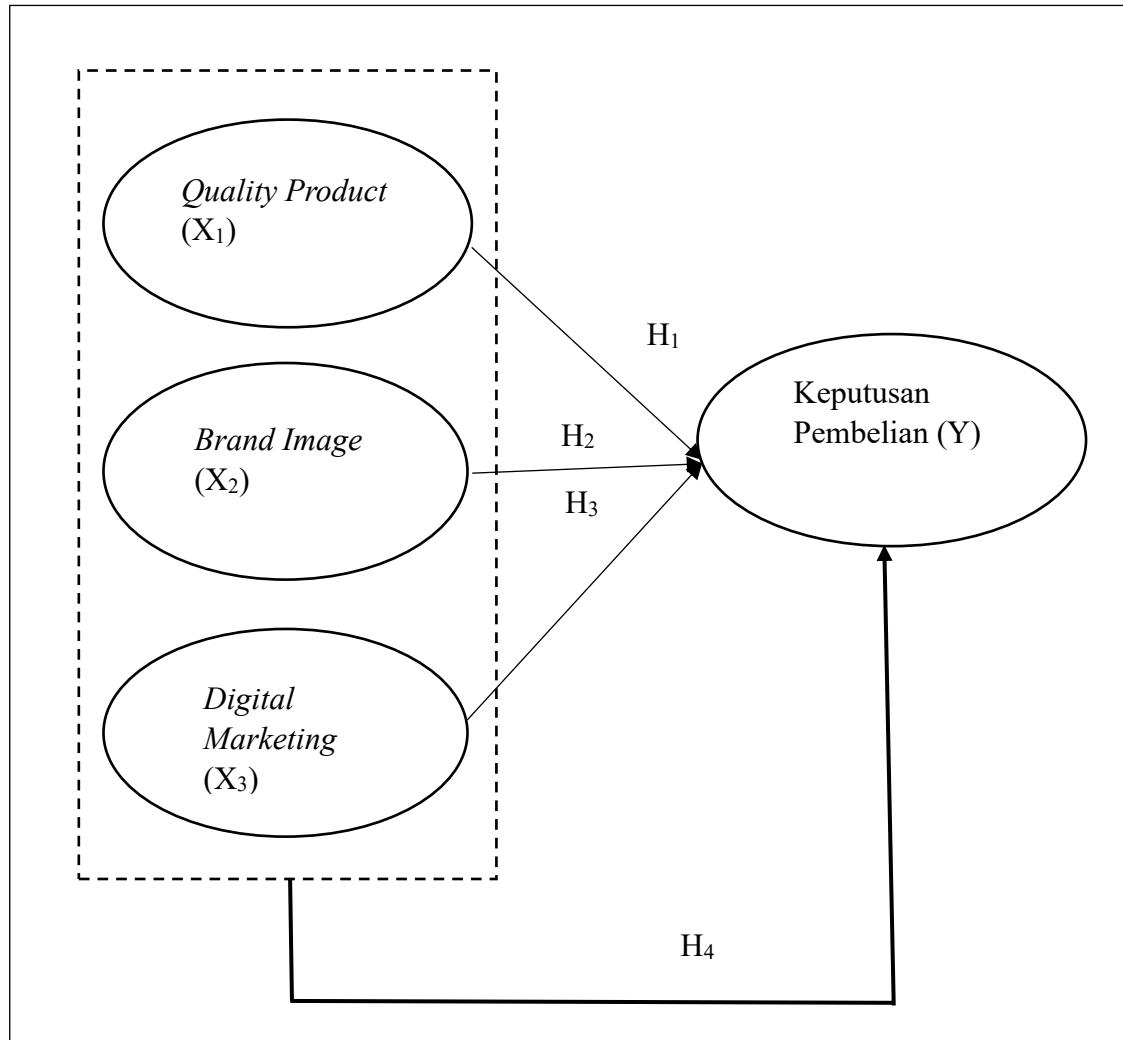 Quality Product
(X₁)
H₁
Keputusan
Pembelian (Y)
Brand Image
(X₂)
H₂
H₃
Digital
Marketing
(X₃)
H₄